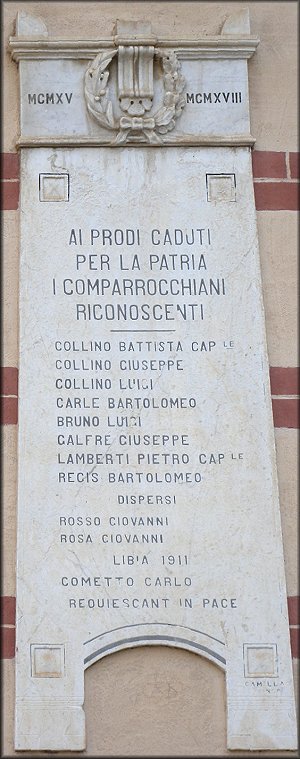 MCMXV MCMXVIII
AI PRODI CADUTI
PER LA PATRIA
I COMPARROCCHIANI
RICONOSCENTI
COLLINO BATTISTA CAP.LE
COLLINO GIUSEPPE
COLLINO LUIGI
CARLE BARTOLOMEO
BRUNO LUIGI
GALFRE GIUSEPPE
LAMBERTI PIETRO CAP.LE
REGIS BARTOLOMEO
DISPERSI
ROSSO GIOVANNI
ROSA GIOVANNI
LIBIA 1911
COMETTO CARLO
REQUIESCANT IN PACE
CAMILLA